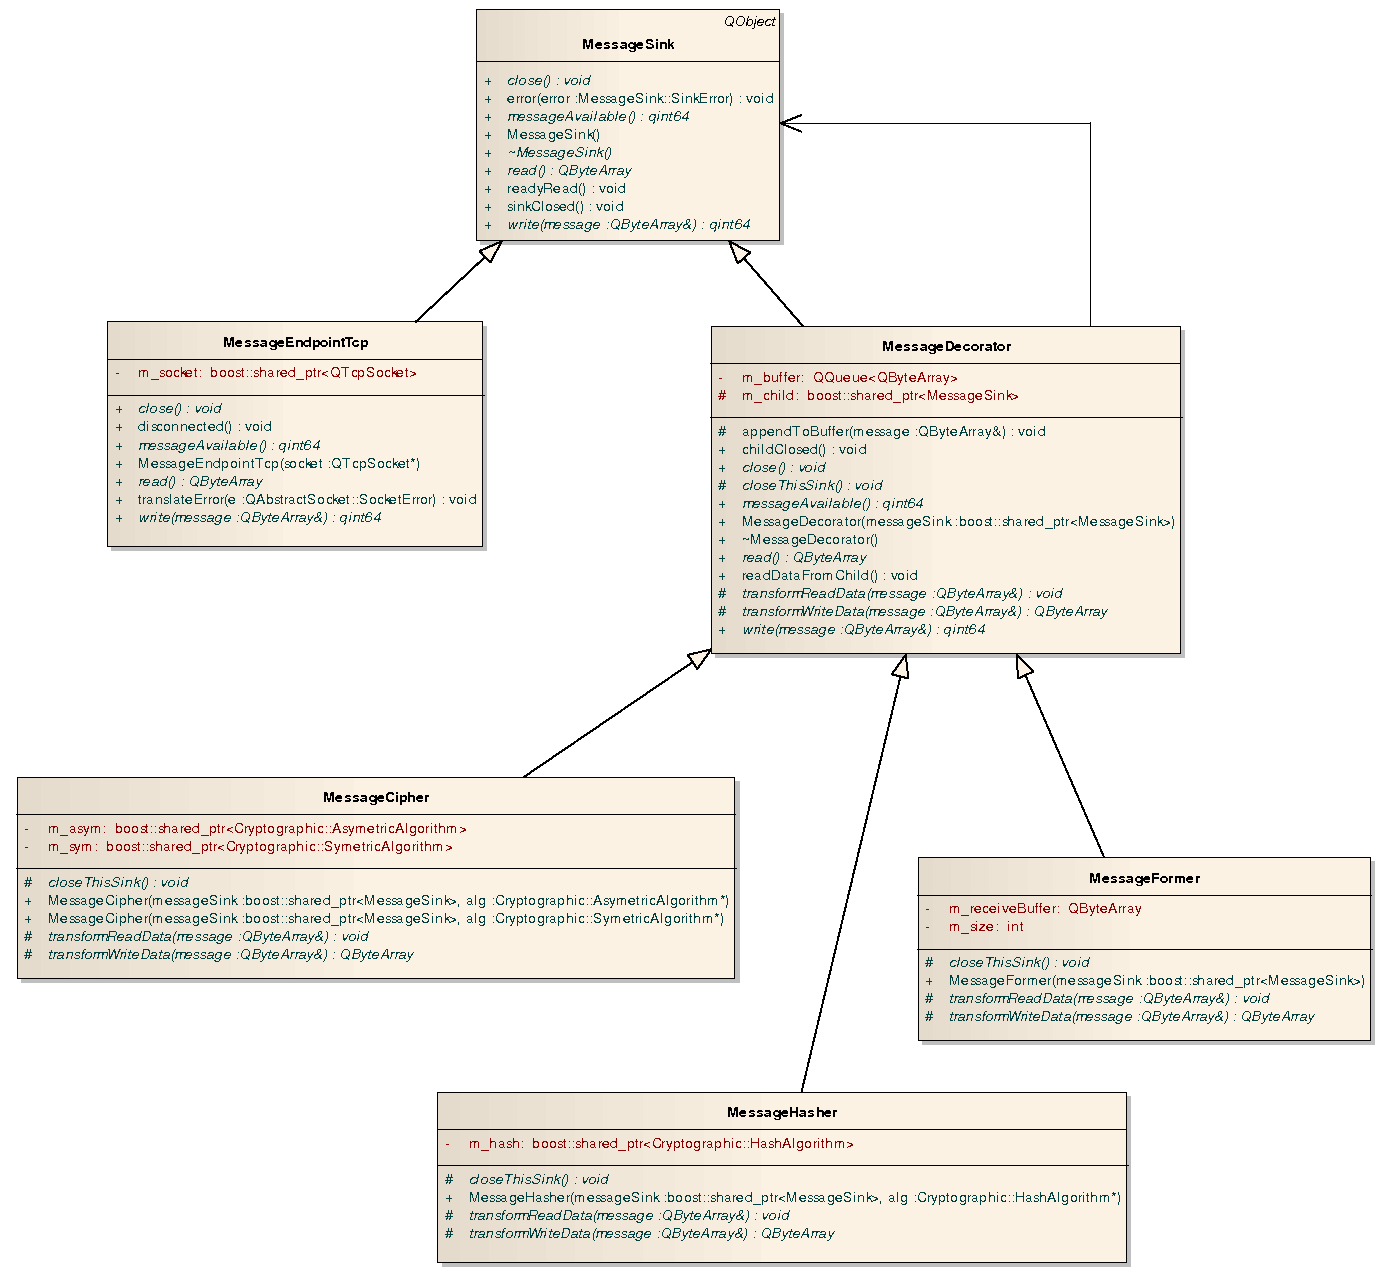 QObject
MessageSink
+ close() : void
+ error(error :MessageSink::SinkError) : void
+ messageAvailable() : qint64
+ MessageSink()
+ ~MessageSink()
+ read() : QByteArray
+ readyRead() : void
+ sinkClosed() : void
+ write(message :QByteArray&) : qint64
MessageEndpointTcp
- m_socket: boost::shared_ptr<QTcpSocket>
+ close() : void
+ disconnected() : void
+ messageAvailable() : qint64
+ MessageEndpointTcp(socket :QTcpSocket*)
+ read() : QByteArray
+ translateError(e :QAbstractSocket::SocketError) : void
+ write(message :QByteArray&) : qint64
MessageDecorator
- m_buffer: QQueue<QByteArray>
# m_child: boost::shared_ptr<MessageSink>
# appendToBuffer(message :QByteArray&) : void
+ childClosed() : void
+ close() : void
# closeThisSink() : void
+ messageAvailable() : qint64
+ MessageDecorator(messageSink :boost::shared_ptr<MessageSink>)
+ ~MessageDecorator()
+ read() : QByteArray
+ readDataFromChild() : void
# transformReadData(message :QByteArray&) : void
# transformWriteData(message :QByteArray&) : QByteArray
+ write(message :QByteArray&) : qint64
MessageCipher
- m_asym: boost::shared_ptr<Cryptographic::AsymetricAlgorithm>
- m_sym: boost::shared_ptr<Cryptographic::SymetricAlgorithm>
# closeThisSink() : void
+ MessageCipher(messageSink :boost::shared_ptr<MessageSink>, alg :Cryptographic::AsymetricAlgorithm*)
+ MessageCipher(messageSink :boost::shared_ptr<MessageSink>, alg :Cryptographic::SymetricAlgorithm*)
# transformReadData(message :QByteArray&) : void
# transformWriteData(message :QByteArray&) : QByteArray
MessageFormer
- m_receiveBuffer: QByteArray
- m_size: int
# closeThisSink() : void
+ MessageFormer(messageSink :boost::shared_ptr<MessageSink>)
# transformReadData(message :QByteArray&) : void
# transformWriteData(message :QByteArray&) : QByteArray
MessageHasher
- m_hash: boost::shared_ptr<Cryptographic::HashAlgorithm>
# closeThisSink() : void
+ MessageHasher(messageSink :boost::shared_ptr<MessageSink>, alg :Cryptographic::HashAlgorithm*)
# transformReadData(message :QByteArray&) : void
# transformWriteData(message :QByteArray&) : QByteArray